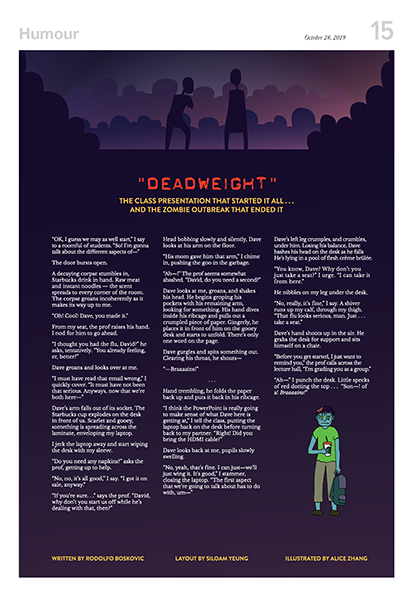 Humour
October 28, 2019
15
"DEADWEIGHT"
THE CLASS PRESENTATION THAT STARTED IT ALL . . .
AND THE ZOMBIE OUTBREAK THAT ENDED IT
"OK, I guess we may as well start," I say
to a roomful of students. "So! I'm gonna
talk about the different aspects of—"
The door bursts open.
A decaying corpse stumbles in,
Starbucks drink in hand. Raw meat
and instant noodles — the scent
spreads to every corner of the room.
The corpse groans incoherently as it
makes its way up to me.
"Oh! Cool! Dave, you made it."
From my seat, the prof raises his hand.
I nod for him to go ahead.
"I thought you had the flu, David?" he
asks, tentatively. "You already feeling,
er, better?"
Dave groans and looks over at me.
"I must have read that email wrong," I
quickly cover. "It must have not been
that serious. Anyways, now that we're
both here—"
Dave's arm falls out of its socket. The
Starbucks cup explodes on the desk
in front of us. Scarlet and gooey,
something is spreading across the
laminate, enveloping my laptop.
I jerk the laptop away and start wiping
the desk with my sleeve.
"Do you need any napkins?" asks the
prof, getting up to help.
"No, no, it's all good," I say. "I got it on
sale, anyway."
"If you're sure. . ." says the prof. "David,
why don't you start us off while he's
dealing with that, then?"
Head bobbing slowly and silently, Dave
looks at his arm on the floor.
"His mom gave him that arm," I chime
in, pushing the goo in the garbage.
"Ah—!" The prof seems somewhat
abashed. "David, do you need a second?"
Dave looks at me, groans, and shakes
his head. He begins groping his
pockets with his remaining arm,
looking for something. His hand dives
inside his ribcage and pulls out a
crumpled piece of paper. Gingerly, he
places it in front of him on the gooey
desk and starts to unfold. There's only
one word on the page.
Dave gurgles and spits something out.
Clearing his throat, he shouts—
"—Braaaains!"
. . .
Hand trembling, he folds the paper
back up and puts it back in his ribcage.
"I think the PowerPoint is really going
to make sense of what Dave here is
getting at," I tell the class, putting the
laptop back on the desk before turning
back to my partner. "Right! Did you
bring the HDMI cable?"
Dave looks back at me, pupils slowly
swelling.
"No, yeah, that's fine. I can just—we'll
just wing it. It's good," I stammer,
closing the laptop. "The first aspect
that we're going to talk about has to do
with, um—"
Dave's left leg crumples, and crumbles,
under him. Losing his balance, Dave
bashes his head on the desk as he falls.
He's lying in a pool of flesh crème brûlée.
"You know, Dave? Why don't you
just take a seat?" I urge. "I can take it
from here."
He nibbles on my leg under the desk.
"No, really, it's fine," I say. A shiver
runs up my calf, through my thigh.
"That flu looks serious, man. Just. . .
take a seat."
Dave's hand shoots up in the air. He
grabs the desk for support and sits
himself on a chair.
"Before you get started, I just want to
remind you," the prof calls across the
lecture hall, "I'm grading you as a group."
"Ah—" I punch the desk. Little specks
of red dotting the top . . . "Son—! of
a! Braaaains!"
WRITTEN BY RODOLFO BOSKOVIC
LAYOUT BY SILOAM YEUNG
ILLUSTRATED BY ALICE ZHANG